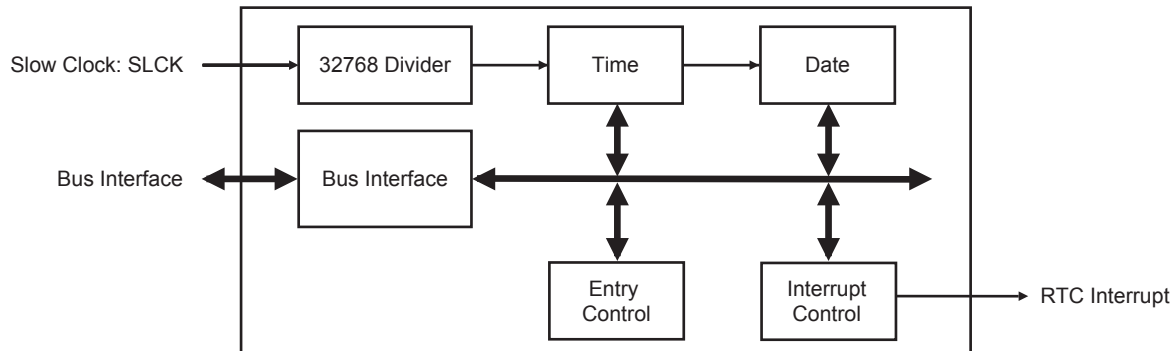 Slow Clock: SLCK
32768 Divider
Time
Date
Bus Interface
Bus Interface
Entry
Control
Interrupt
Control
RTC Interrupt